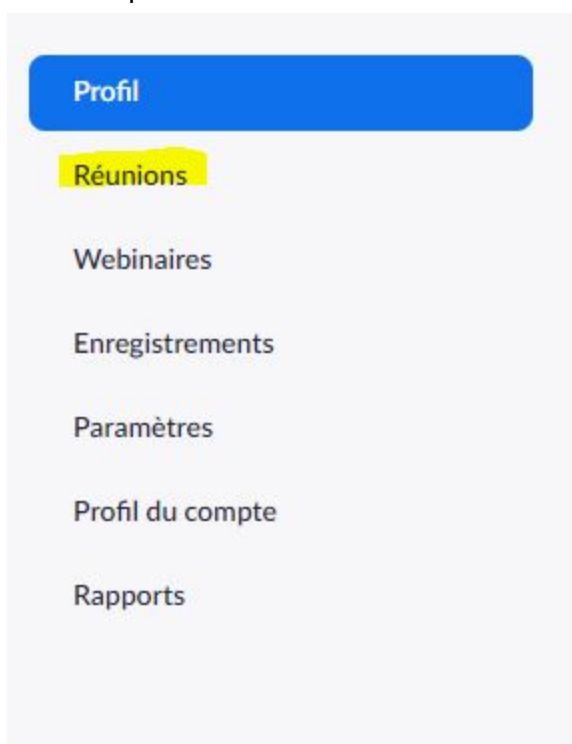 Profil
Réunions
Webinaires
Enregistrements
Paramètres
Profil du compte
Rapports